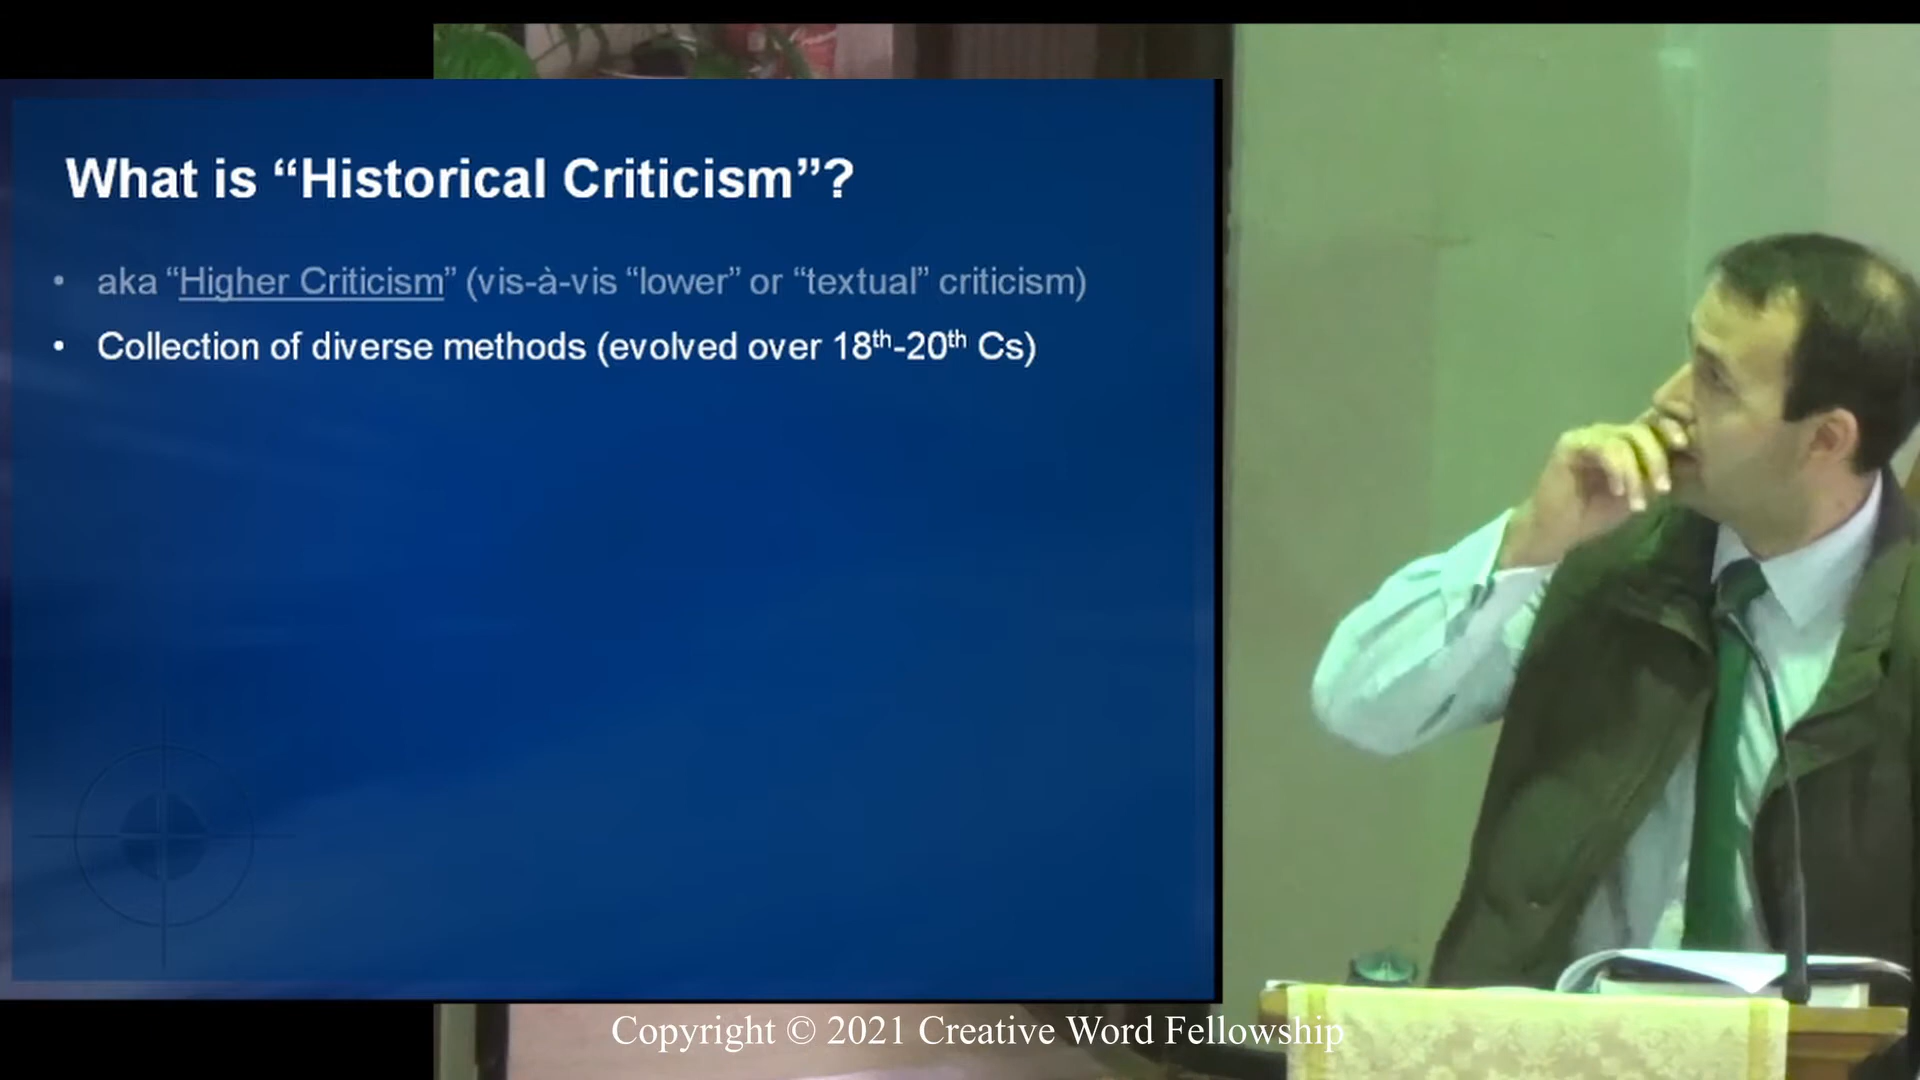 What is “Historical Criticism”?
• aka “Higher Criticism” (vis-à-vis “lower” or “textual” criticism)
• Collection of diverse methods (evolved over 18th-20th Cs)
Copyright © 2021 Creative Word Fellowship